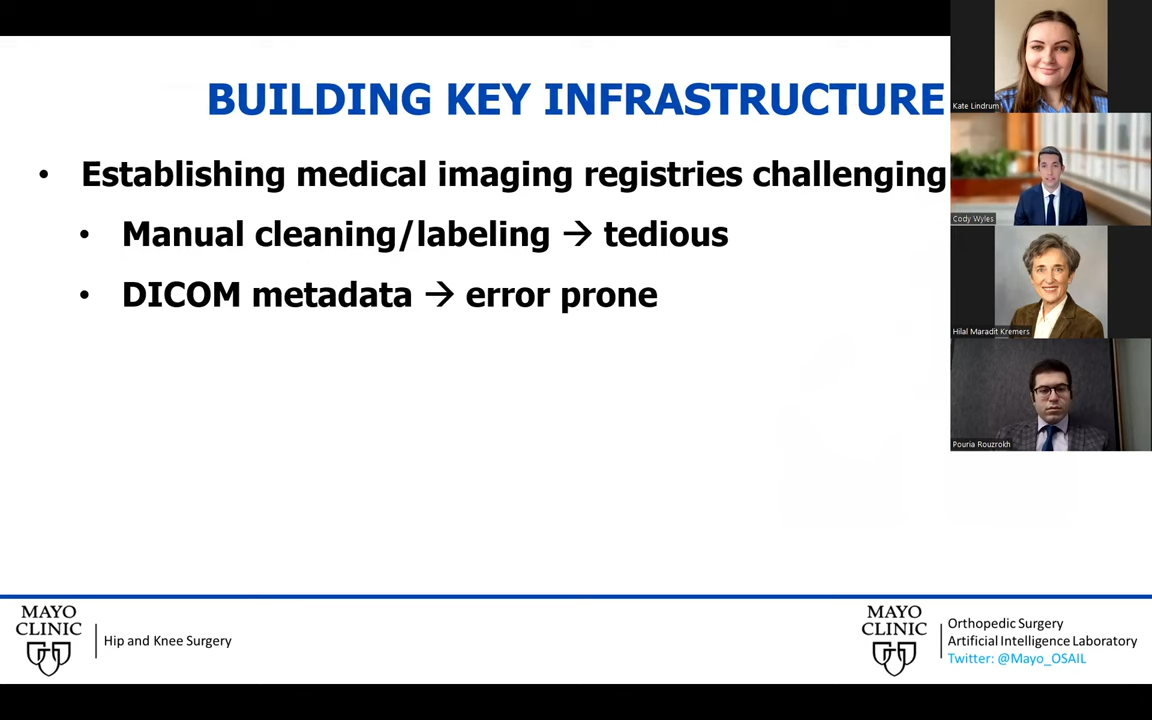 BUILDING KEY INFRASTRUCTURE
• Establishing medical imaging registries challenging
• Manual cleaning/labeling → tedious
• DICOM metadata → error prone
Kate Lindrum
Cody Wyles
Hilal Maradit Kremers
Pouria Rouzrokh
MAYO
CLINIC
Hip and Knee Surgery
MAYO
CLINIC
Orthopedic Surgery
Artificial Intelligence Laboratory
Twitter: @Mayo_OSAIL